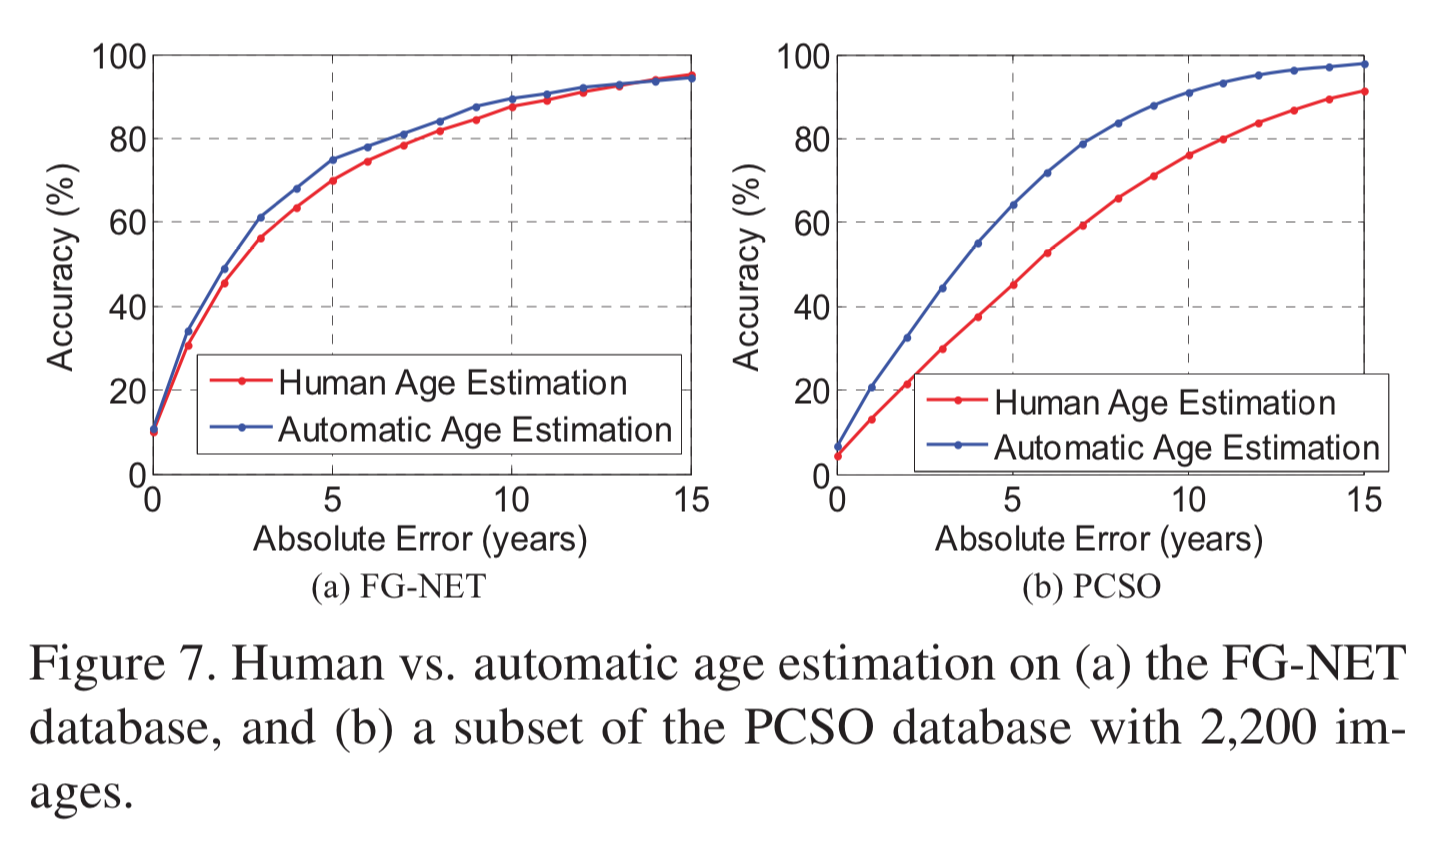 100
80
60
40
20
0
Accuracy (%)
Human Age Estimation
Automatic Age Estimation
0 5 10 15
Absolute Error (years)
(a) FG-NET
100
80
60
40
20
0
Accuracy (%)
Human Age Estimation
Automatic Age Estimation
0 5 10 15
Absolute Error (years)
(b) PCSO
Figure 7. Human vs. automatic age estimation on (a) the FG-NET
database, and (b) a subset of the PCSO database with 2,200 im-
ages.